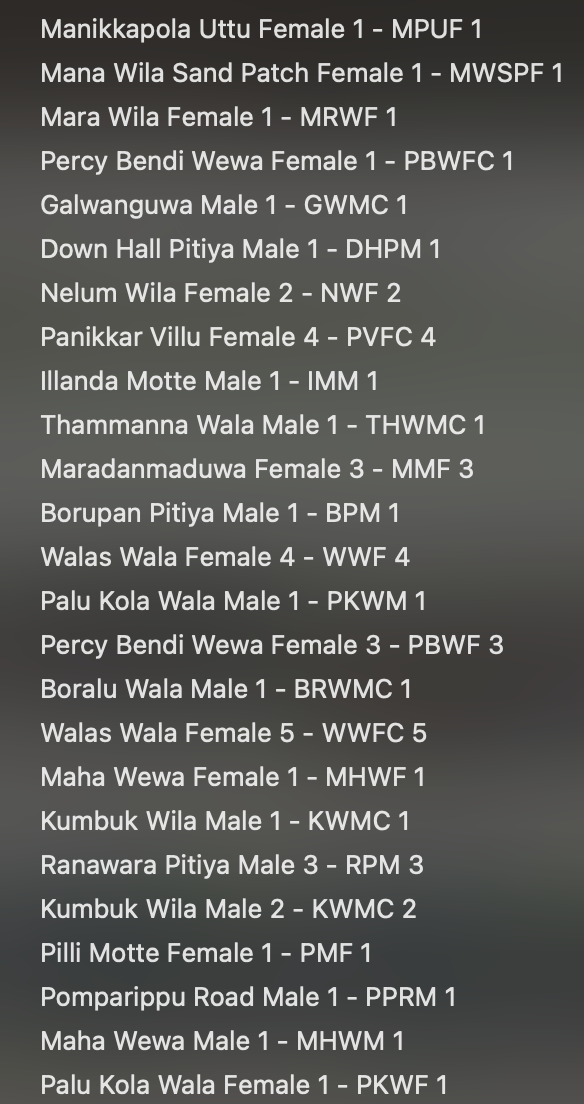 Manikkapola Uttu Female 1 - MPUF 1
Mana Wila Sand Patch Female 1 - MWSPF 1
Mara Wila Female 1 - MRWF 1
Percy Bendi Wewa Female 1 - PBWFC 1
Galwanguwa Male 1 - GWMC 1
Down Hall Pitiya Male 1 - DHPM 1
Nelum Wila Female 2 - NWF 2
Panikkar Villu Female 4 - PVFC 4
Illanda Motte Male 1 - IMM 1
Thammanna Wala Male 1 - THWMC 1
Maradanmaduwa Female 3 - MMF 3
Borupan Pitiya Male 1 - BPM 1
Walas Wala Female 4 - WWF 4
Palu Kola Wala Male 1 - PKWM 1
Percy Bendi Wewa Female 3 - PBWF 3
Boralu Wala Male 1 - BRWMC 1
Walas Wala Female 5 - WWFC 5
Maha Wewa Female 1 - MHWF 1
Kumbuk Wila Male 1 - KWMC 1
Ranawara Pitiya Male 3 - RPM 3
Kumbuk Wila Male 2 - KWMC 2
Pilli Motte Female 1 - PMF 1
Pomparippu Road Male 1 - PPRM 1
Maha Wewa Male 1 - MHWM 1
Palu Kola Wala Female 1 - PKWF 1